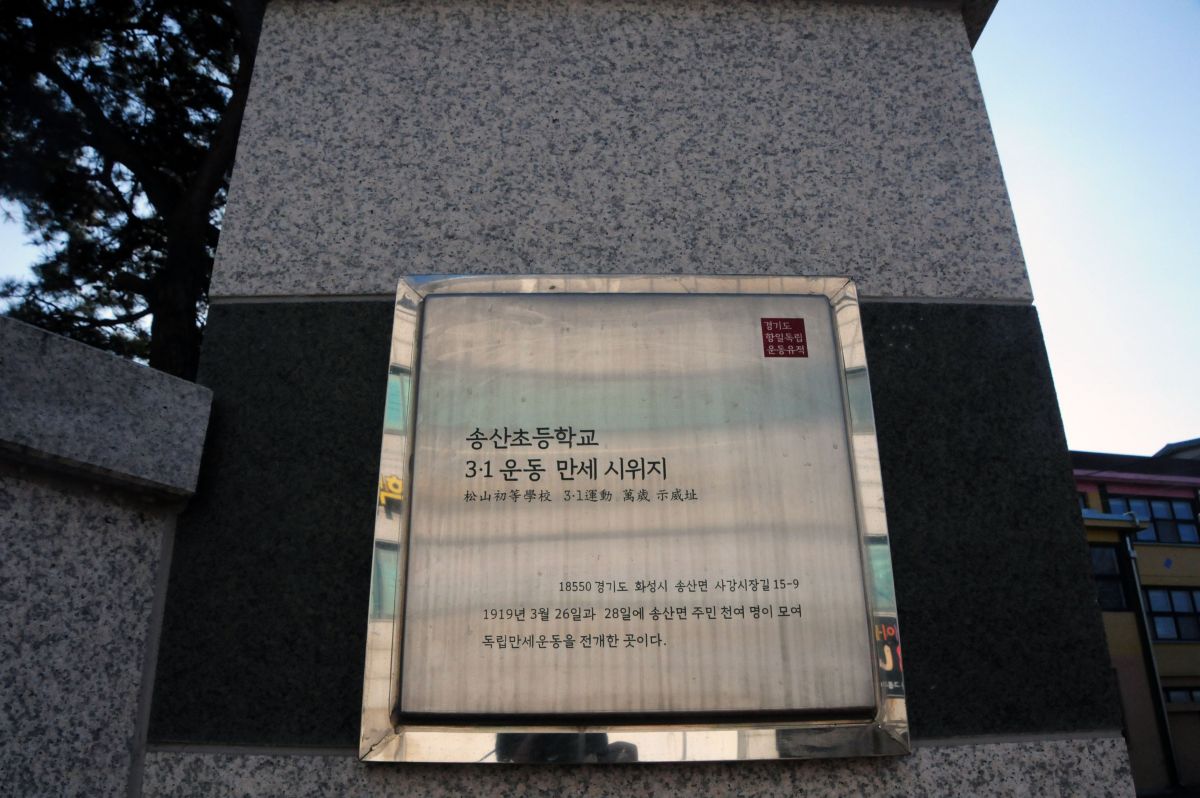 경기도
항일독립
운동유적
송산초등학교
3·1 운동 만세 시위지
松山初等學校 3·1運動 萬歲 示威址
18550 경기도 화성시 송산면 사강시장길 15-9
1919년 3월 26일과 28일에 송산면 주민 천여 명이 모여
독립만세운동을 전개한 곳이다.